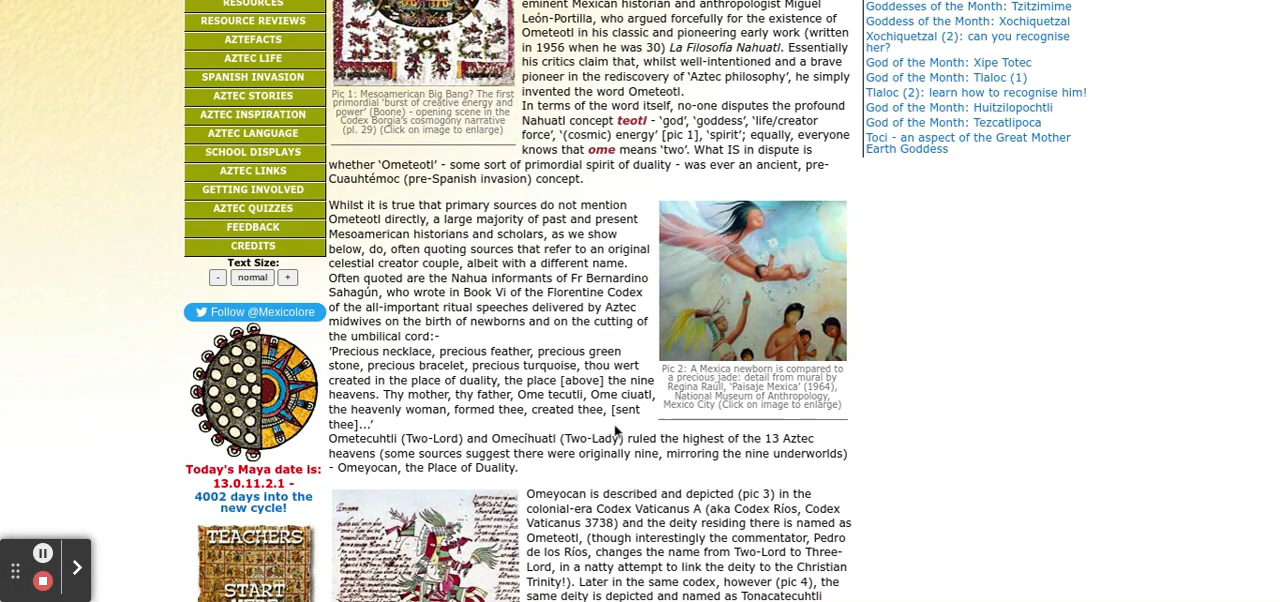 RESOURCES
RESOURCE REVIEWS
AZTEFACTS
AZTEC LIFE
SPANISH INVASION
AZTEC STORIES
AZTEC INSPIRATION
AZTEC LANGUAGE
SCHOOL DISPLAYS
AZTEC LINKS
GETTING INVOLVED
AZTEC QUIZZES
FEEDBACK
CREDITS
Text Size:
- normal +
Follow @Mexicolore
Today's Maya date is:
13.0.11.2.1 -
4002 days into the
new cycle!
TEACHERS
START
Pic 1: Mesoamerican Big Bang? The first
primordial ‘burst of creative energy and
power’ (Boone) - opening scene in the
Codex Borgia’s cosmogony narrative
(pl. 29) (Click on image to enlarge)
eminent Mexican historian and anthropologist Miguel
León-Portilla, who argued forcefully for the existence of
Ometeotl in his classic and pioneering early work (written
in 1956 when he was 30) La Filosofía Nahuatl. Essentially
his critics claim that, whilst well-intentioned and a brave
pioneer in the rediscovery of ‘Aztec philosophy’, he simply
invented the word Ometeotl.
In terms of the word itself, no-one disputes the profound
Nahuatl concept teotl - ‘god’, ‘goddess’, ‘life/creator
force’, ‘(cosmic) energy’ [pic 1], ‘spirit’; equally, everyone
knows that ome means ‘two’. What IS in dispute is
whether ‘Ometeotl’ - some sort of primordial spirit of duality - was ever an ancient, pre-
Cuauhtémoc (pre-Spanish invasion) concept.
Whilst it is true that primary sources do not mention
Ometeotl directly, a large majority of past and present
Mesoamerican historians and scholars, as we show
below, do, often quoting sources that refer to an original
celestial creator couple, albeit with a different name.
Often quoted are the Nahua informants of Fr Bernardino
Sahagún, who wrote in Book Vi of the Florentine Codex
of the all-important ritual speeches delivered by Aztec
midwives on the birth of newborns and on the cutting of
the umbilical cord:-
’Precious necklace, precious feather, precious green
stone, precious bracelet, precious turquoise, thou wert
created in the place of duality, the place [above] the nine
heavens. Thy mother, thy father, Ome tecutli, Ome ciuatl,
the heavenly woman, formed thee, created thee, [sent
thee]...’
Ometecuhtli (Two-Lord) and Omecíhuatl (Two-Lady) ruled the highest of the 13 Aztec
heavens (some sources suggest there were originally nine, mirroring the nine underworlds)
- Omeyocan, the Place of Duality.
Pic 2: A Mexica newborn is compared to
a precious jade: detail from mural by
Regina Raúll, ‘Paisaje Mexica’ (1964),
National Museum of Anthropology,
Mexico City (Click on image to enlarge)
Omeyocan is described and depicted (pic 3) in the
colonial-era Codex Vaticanus A (aka Codex Ríos, Codex
Vaticanus 3738) and the deity residing there is named as
Ometeotl, (though interestingly the commentator, Pedro
de los Ríos, changes the name from Two-Lord to Three-
Lord, in a natty attempt to link the deity to the Christian
Trinity!). Later in the same codex, however (pic 4), the
same deity is depicted and named as Tonacatecuhtli
Goddesses of the Month: Tzitzimime
Goddess of the Month: Xochiquetzal
Xochiquetzal (2): can you recognise
her?
God of the Month: Xipe Totec
God of the Month: Tlaloc (1)
Tlaloc (2): learn how to recognise him!
God of the Month: Huitzilopochtli
God of the Month: Tezcatlipoca
Toci - an aspect of the Great Mother
Earth Goddess